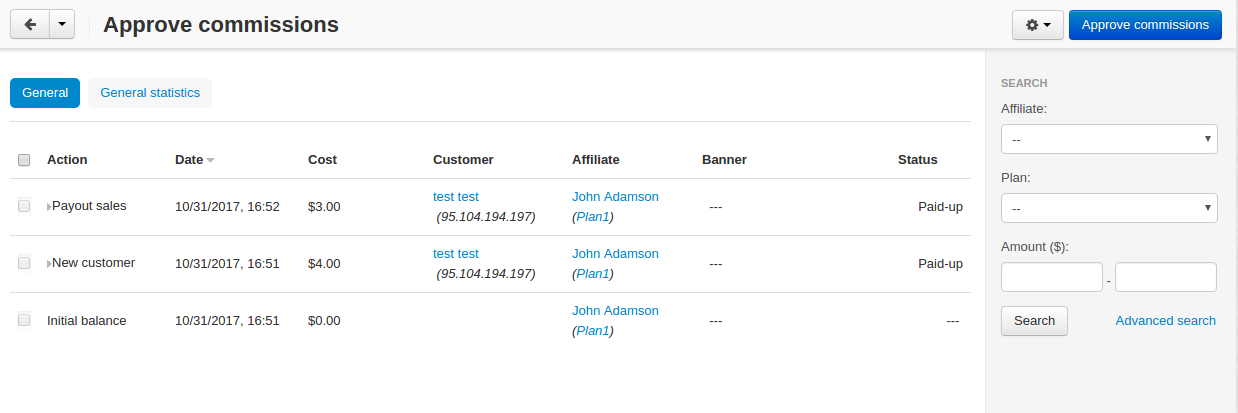 Approve commissions
Approve commissions
General
General statistics
Action Date Cost Customer Affiliate Banner Status
Payout sales 10/31/2017, 16:52 $3.00 test test John Adamson --- Paid-up
(95.104.194.197) (Plan1)
New customer 10/31/2017, 16:51 $4.00 test test John Adamson --- Paid-up
(95.104.194.197) (Plan1)
Initial balance 10/31/2017, 16:51 $0.00 John Adamson --- ---
(Plan1)
SEARCH
Affiliate:
--
Plan:
--
Amount ($):
-
Search Advanced search